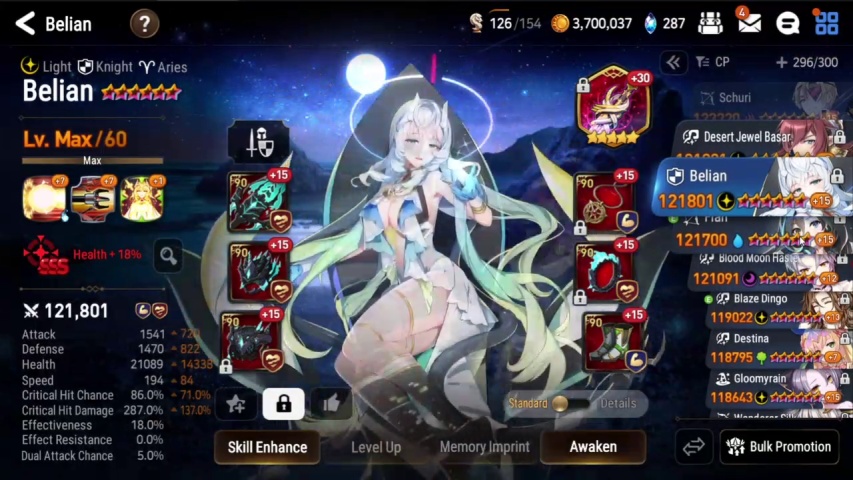 Belian
?
126/154
3,700,037
287
4
Light Knight Aries
Belian
Lv. Max/60
Max
+7
+7
+1
SSS
Health + 18%
121,801
Attack 1541 720
Defense 1470 822
Health 21089 14338
Speed 194 84
Critical Hit Chance 86.0% 71.0%
Critical Hit Damage 287.0% 137.0%
Effectiveness 18.0%
Effect Resistance 0.0%
Dual Attack Chance 5.0%
90 +15
90 +15
90 +15
+30
90 +15
90 +15
90 +15
Standard Details
Skill Enhance
Level Up
Memory Imprint
Awaken
CP
296/300
Schuri
Desert Jewel Basar
Belian
121801 +15
121700 +15
Blood Moon Hase
121091 +12
Blaze Dingo
119022
Destina
118795 +7
Gloomyrain
118643 +15
Bulk Promotion